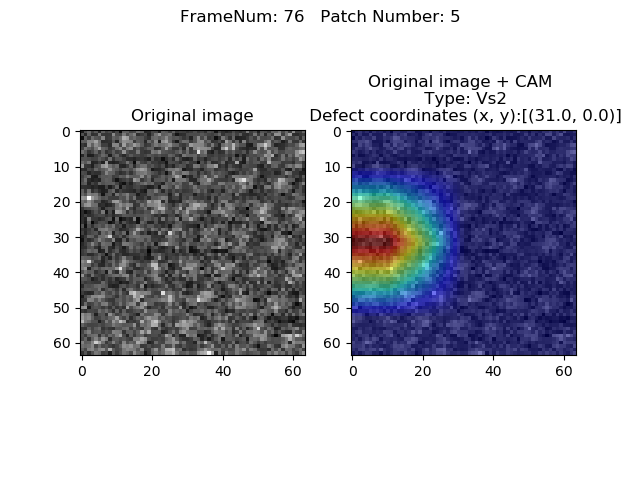 FrameNum: 76   Patch Number: 5
Original image
Original image + CAM
Type: Vs2
Defect coordinates (x, y):[(31.0, 0.0)]
0
10
20
30
40
50
60
0 20 40 60
0
10
20
30
40
50
60
0 20 40 60